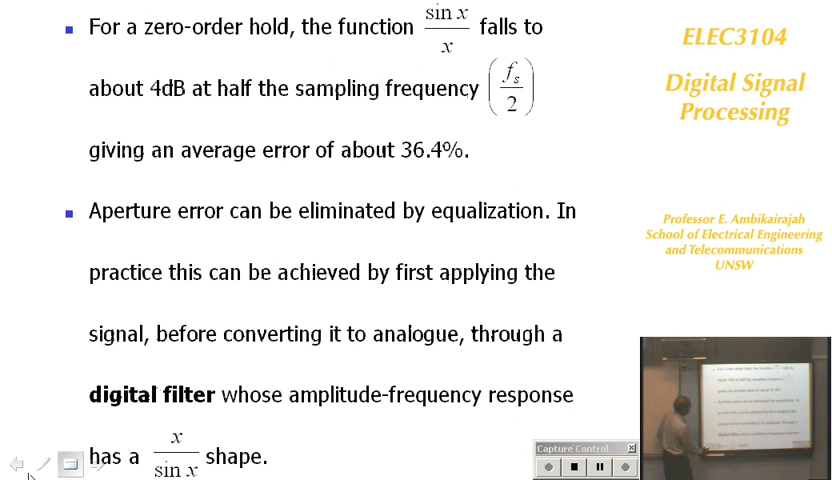 For a zero-order hold, the function sin x / x falls to
about 4dB at half the sampling frequency (f_s / 2)
giving an average error of about 36.4%.
Aperture error can be eliminated by equalization. In
practice this can be achieved by first applying the
signal, before converting it to analogue, through a
digital filter whose amplitude-frequency response
has a x / sin x shape.
ELEC3104
Digital Signal
Processing
Professor E. Ambikairajah
School of Electrical Engineering
and Telecommunications
UNSW
Capture Control